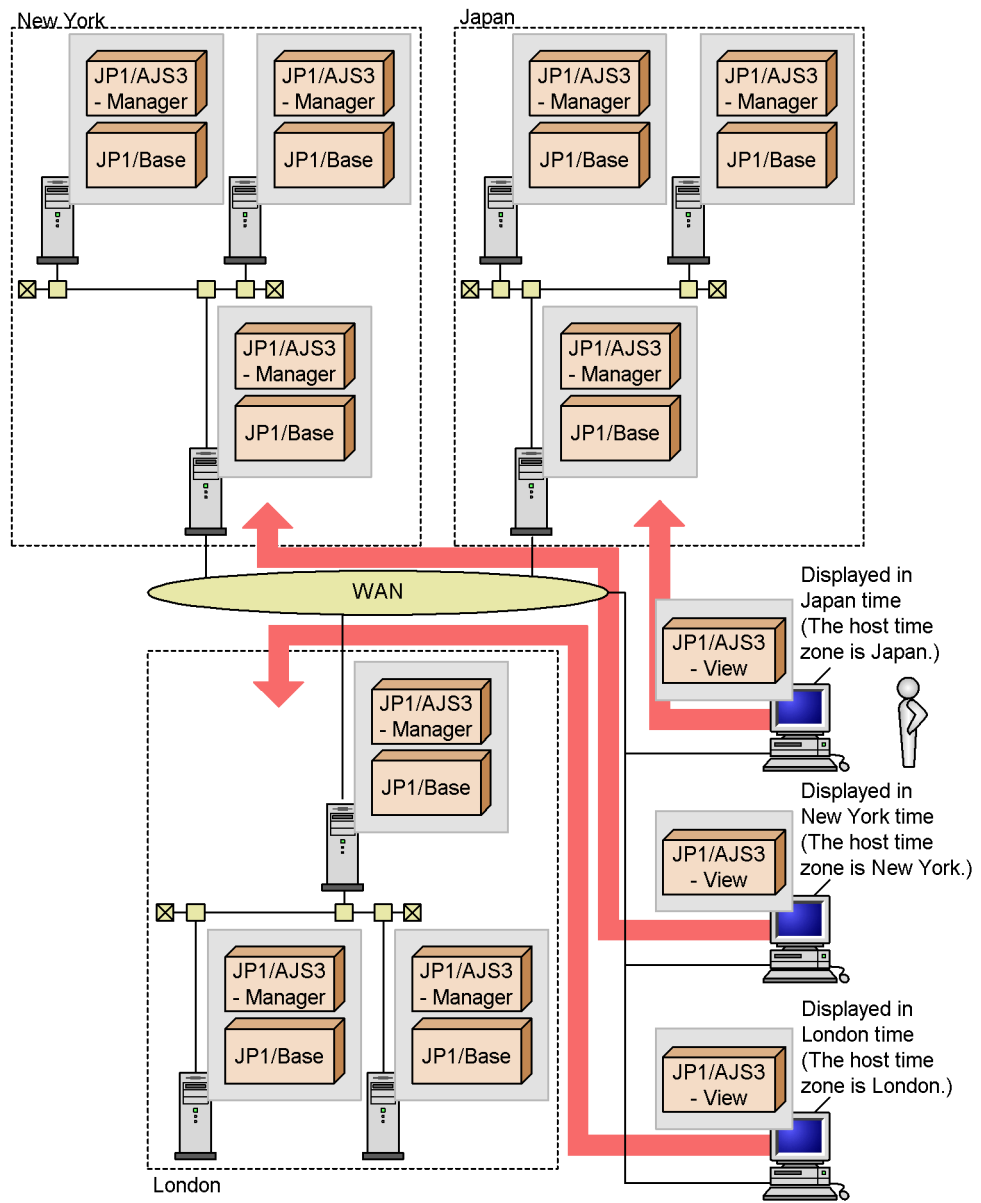 New York
JP1/AJS3
- Manager
JP1/Base
JP1/AJS3
- Manager
JP1/Base
JP1/AJS3
- Manager
JP1/Base
Japan
JP1/AJS3
- Manager
JP1/Base
JP1/AJS3
- Manager
JP1/Base
JP1/AJS3
- Manager
JP1/Base
WAN
Displayed in
Japan time
(The host time
zone is Japan.)
JP1/AJS3
- View
Displayed in
New York time
(The host time
zone is New York.)
JP1/AJS3
- View
Displayed in
London time
(The host time
zone is London.)
JP1/AJS3
- View
JP1/AJS3
- Manager
JP1/Base
JP1/AJS3
- Manager
JP1/Base
JP1/AJS3
- Manager
JP1/Base
London